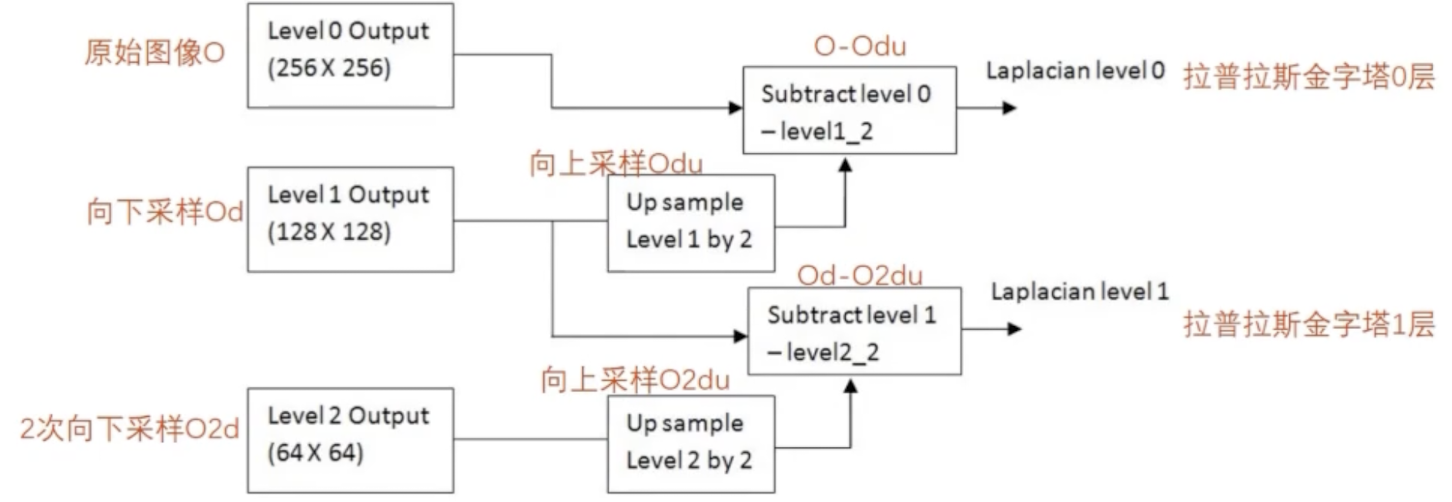 原始图像O
Level 0 Output
(256 X 256)
O-Odu
Subtract level 0
– level1_2
Laplacian level 0
拉普拉斯金字塔0层
向下采样Od
Level 1 Output
(128 X 128)
向上采样Odu
Up sample
Level 1 by 2
Od-O2du
Subtract level 1
– level2_2
Laplacian level 1
拉普拉斯金字塔1层
2次向下采样O2d
Level 2 Output
(64 X 64)
向上采样O2du
Up sample
Level 2 by 2